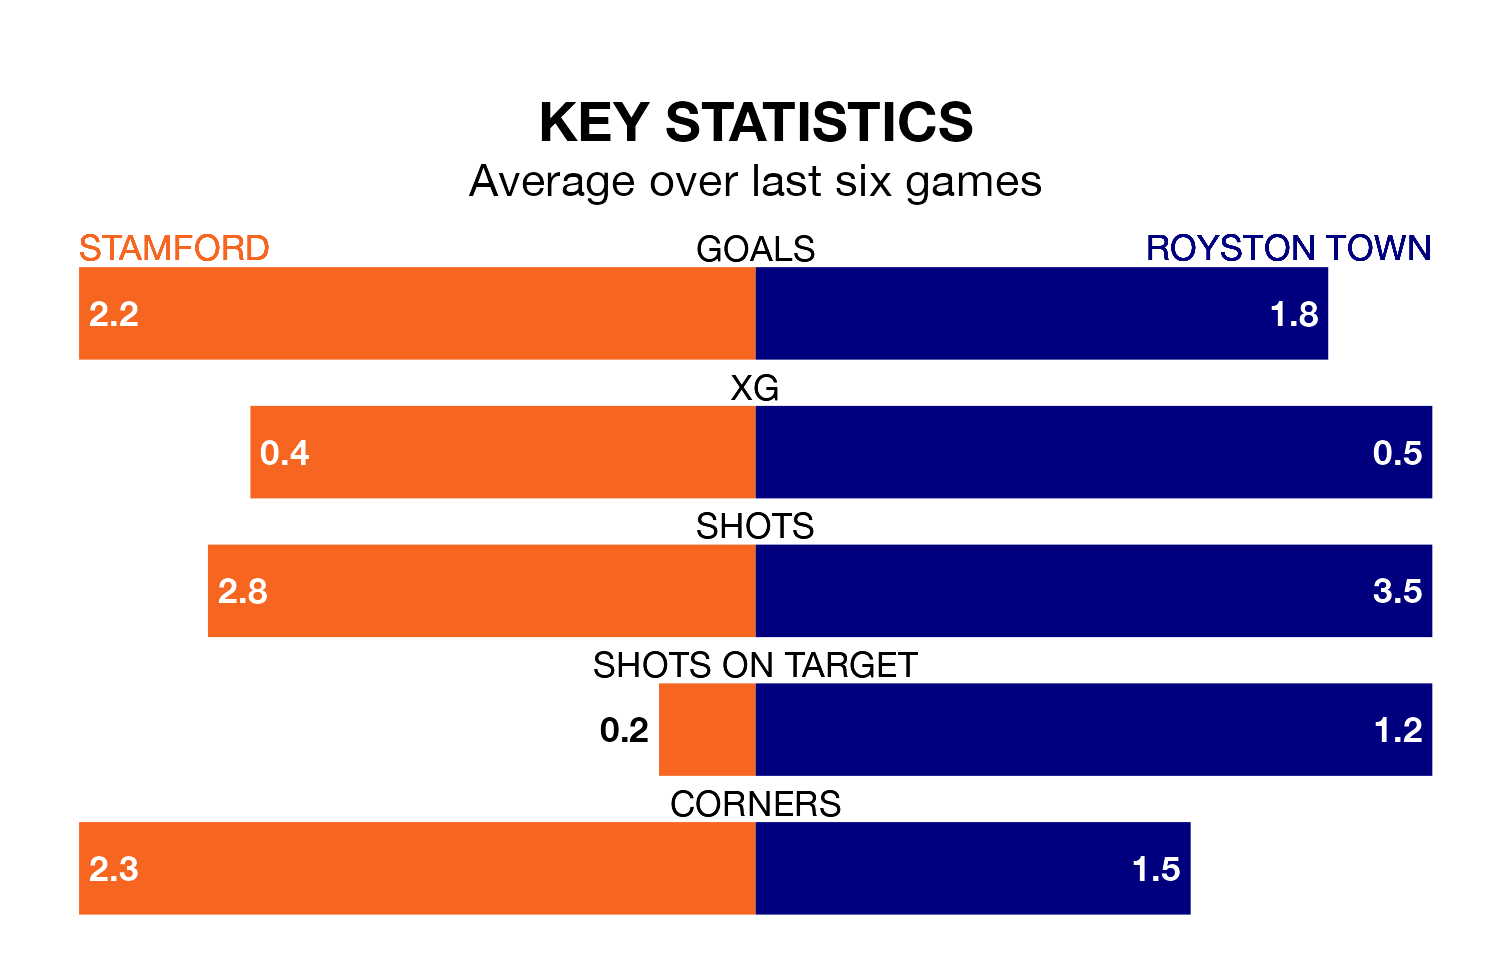 KEY STATISTICS
Average over last six games
STAMFORD GOALS ROYSTON TOWN
2.2 1.8
XG
0.4 0.5
SHOTS
2.8 3.5
SHOTS ON TARGET
0.2 1.2
CORNERS
2.3 1.5